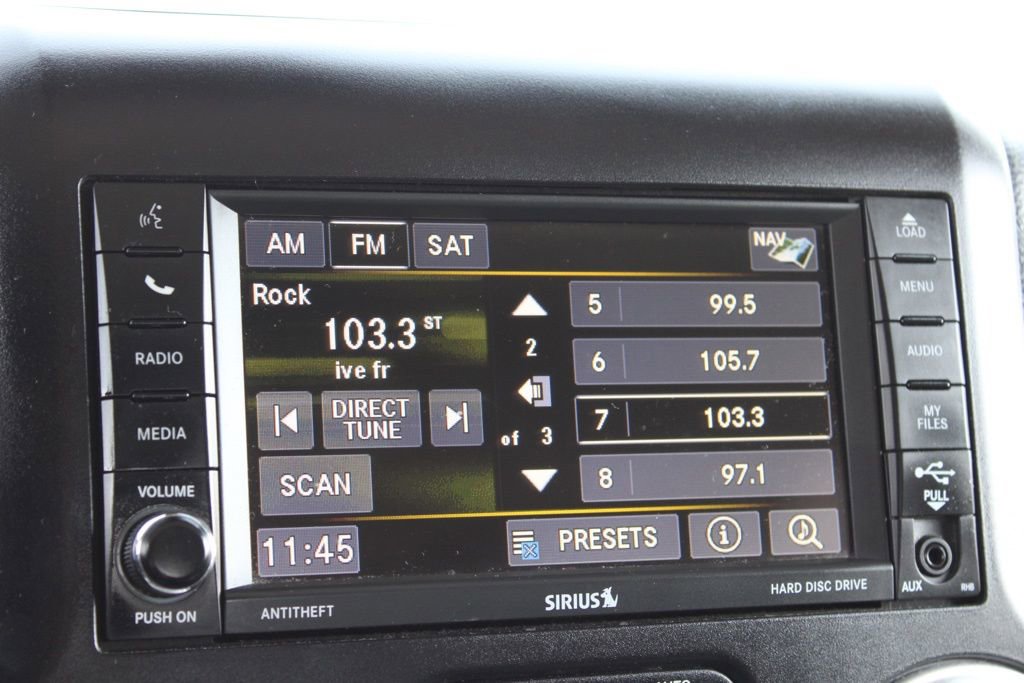 RADIO
MEDIA
VOLUME
PUSH ON
AM FM SAT NAV
Rock
103.3 ST
ive fr
DIRECT
TUNE
SCAN
11:45
2
of 3
5 99.5
6 105.7
7 103.3
8 97.1
PRESETS
i
ANTITHEFT
SIRIUS
HARD DISC DRIVE
LOAD
MENU
AUDIO
MY
FILES
PULL
AUX
RHB
AUTO